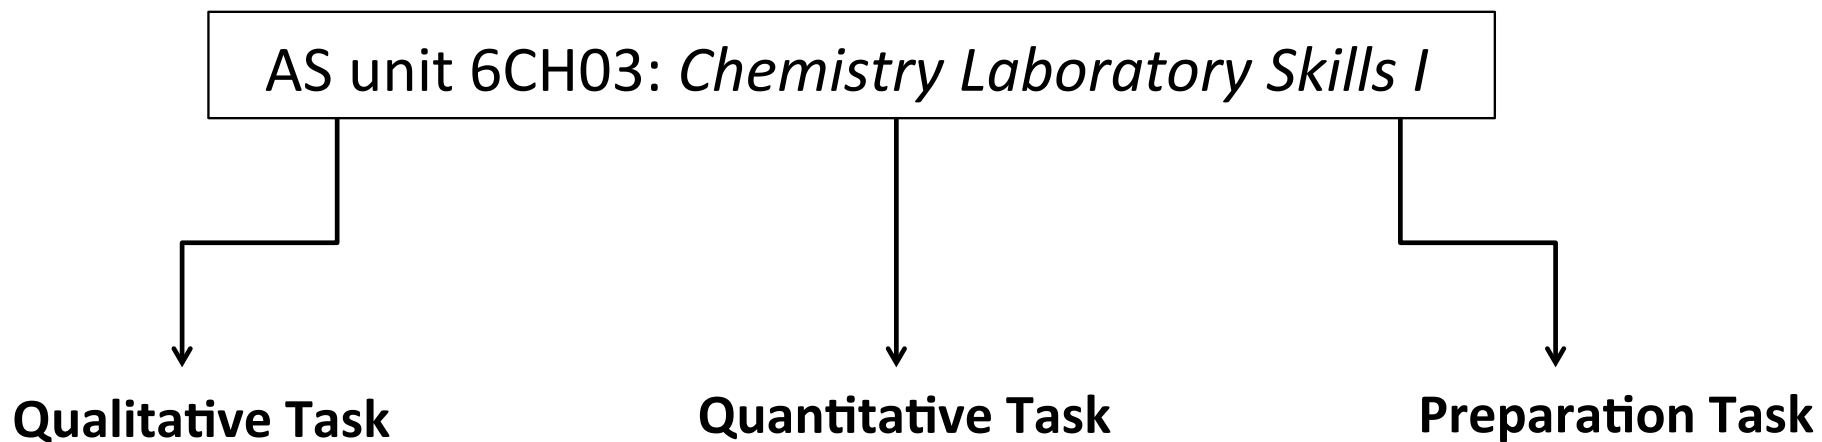 AS unit 6CH03: Chemistry Laboratory Skills I
Qualitative Task
Quantitative Task
Preparation Task